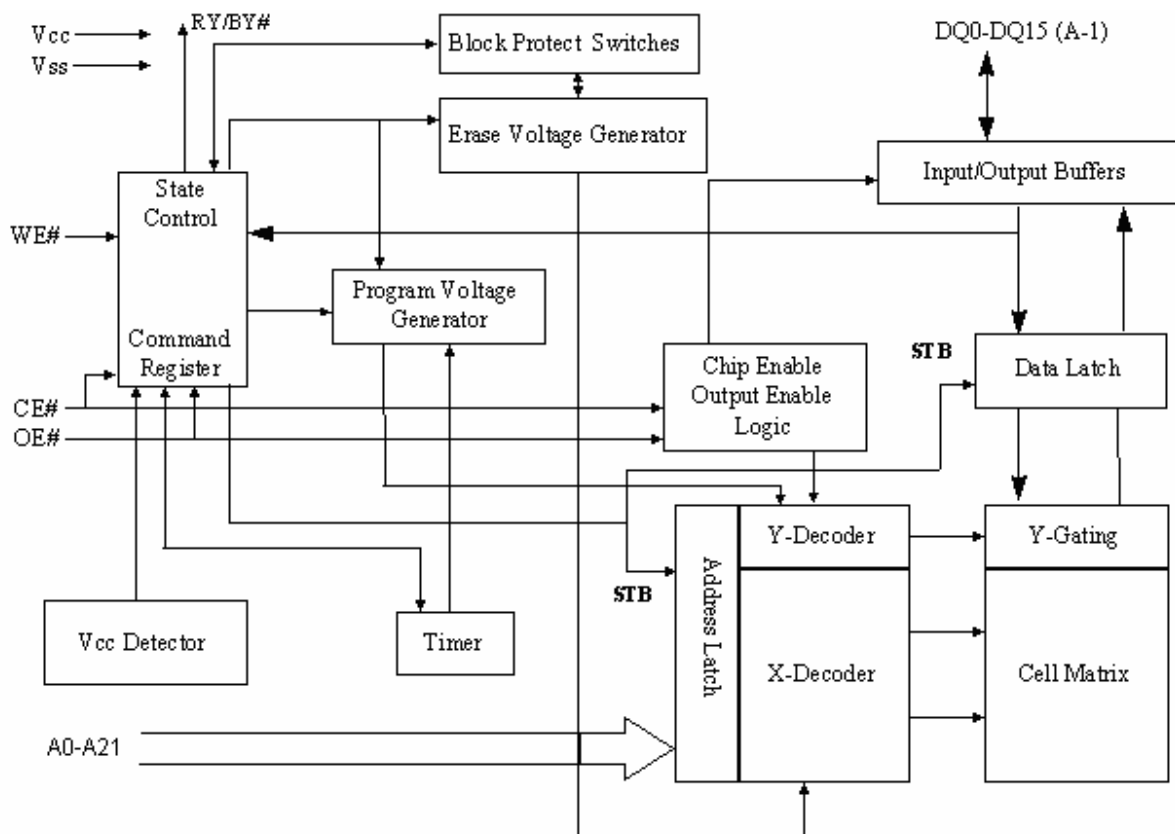 Vcc
Vss
RY/BY#
Block Protect Switches
DQ0-DQ15 (A-1)
Erase Voltage Generator
Input/Output Buffers
State
Control
WE#
Program Voltage
Generator
Command
Register
STB
Chip Enable
Output Enable
Logic
Data Latch
CE#
OE#
Address Latch
Y-Decoder
Y-Gating
STB
Vcc Detector
Timer
X-Decoder
Cell Matrix
A0-A21